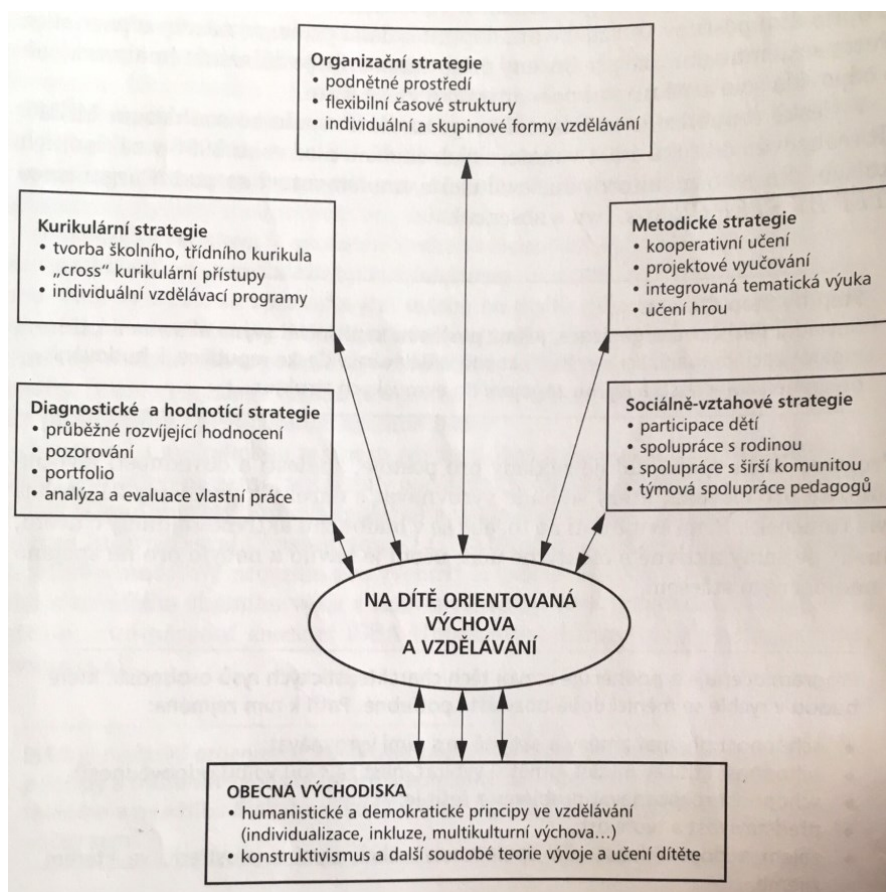 Organizační strategie
• podnětné prostředí
• flexibilní časové struktury
• individuální a skupinové formy vzdělávání
Kurikulární strategie
• tvorba školního, třídního kurikula
• „cross“ kurikulární přístupy
• individuální vzdělávací programy
Metodické strategie
• kooperativní učení
• projektové vyučování
• integrovaná tematická výuka
• učení hrou
Diagnostické a hodnotící strategie
• průběžné rozvíjející hodnocení
• pozorování
• portfolio
• analýza a evaluace vlastní práce
Sociálně-vztahové strategie
• participace dětí
• spolupráce s rodinou
• spolupráce s širší komunitou
• týmová spolupráce pedagogů
NA DÍTĚ ORIENTOVANÁ
VÝCHOVA
A VZDĚLÁVÁNÍ
OBECNÁ VÝCHODISKA
• humanistické a demokratické principy ve vzdělávání
(individualizace, inkluze, multikulturní výchova...)
• konstruktivismus a další soudobé teorie vývoje a učení dítěte